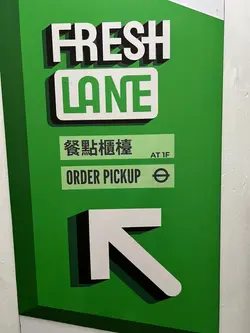 FRESH
LANE
餐點櫃檯 AT 1F
ORDER PICKUP